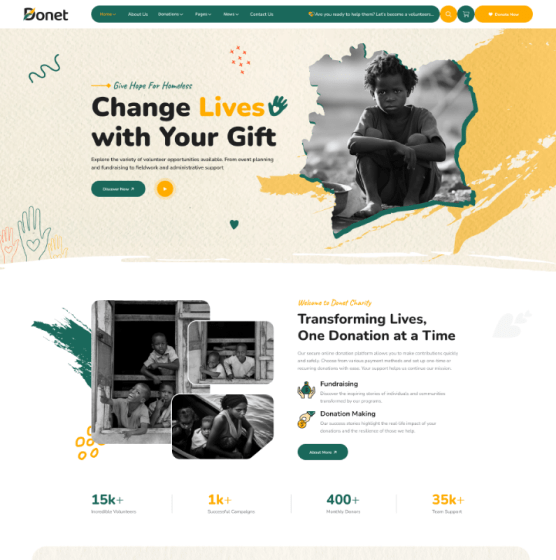 Donet
Home About Us Donations Pages News Contact Us
Are you ready to help them? Let's become a volunteers...
Donate Now
Give Hope For Homeless
Change Lives
with Your Gift
Explore the variety of volunteer opportunities available. From event planning
and fundraising to fieldwork and administrative support
Discover Now
Welcome to Donet Charity
Transforming Lives,
One Donation at a Time
Our secure online donation platform allows you to make contributions quickly
and safely. Choose from various payment methods and set up one-time or
recurring donations with ease. Your support helps us continue our mission.
Fundraising
Discover the inspiring stories of individuals and communities
transformed by our programs.
Donation Making
Our success stories highlight the real-life impact of your
donations and the resilience of those we help.
About More
15k+
Incredible Volunteers
1k+
Successful Campaigns
400+
Monthly Donors
35k+
Team Support